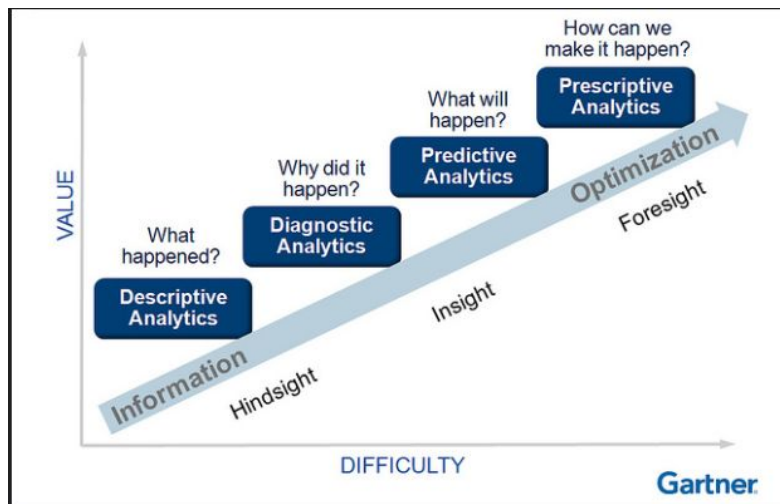 How can we
make it happen?
Prescriptive
Analytics
What will
happen?
Predictive
Analytics
Why did it
happen?
Diagnostic
Analytics
What
happened?
Descriptive
Analytics
Information
Optimization
Hindsight
Insight
Foresight
VALUE
DIFFICULTY
Gartner